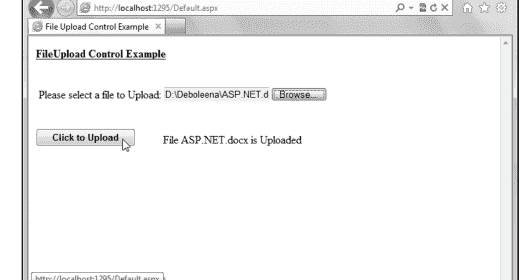 http://localhost:1295/Default.aspx
File Upload Control Example
FileUpload Control Example
Please select a file to Upload: D:\Deboleena\ASP.NET.d Browse...
Click to Upload File ASP.NET.docx is Uploaded
http://localhost:1295/Default.aspx